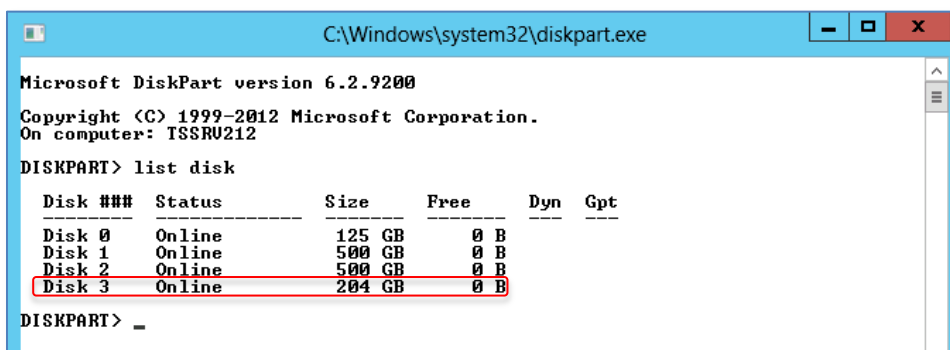 C:\Windows\system32\diskpart.exe
Microsoft DiskPart version 6.2.9200
Copyright (C) 1999-2012 Microsoft Corporation.
On computer: TSSRV212
DISKPART> list disk
Disk ### Status Size Free Dyn Gpt
-------- ------------- ------- ------- --- ---
Disk 0 Online 125 GB 0 B
Disk 1 Online 500 GB 0 B
Disk 2 Online 500 GB 0 B
Disk 3 Online 204 GB 0 B
DISKPART> _